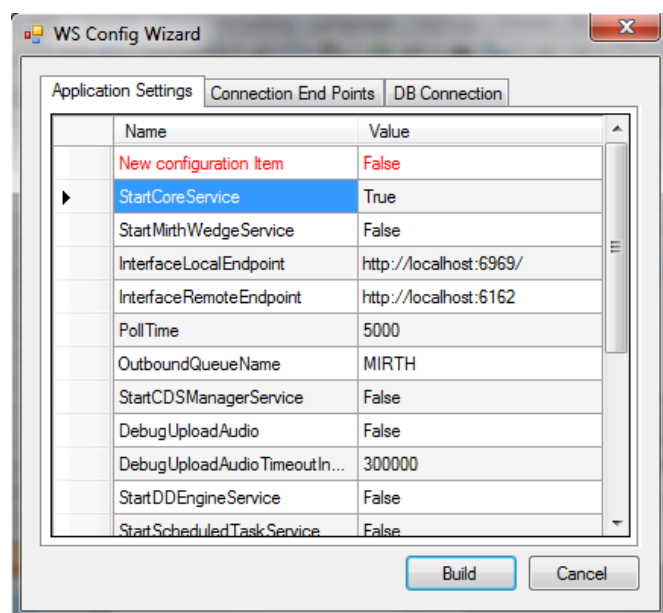 WS Config Wizard
Application Settings Connection End Points DB Connection
Name Value
New configuration Item False
StartCoreService True
StartMirthWedgeService False
InterfaceLocalEndpoint http://localhost:6969/
InterfaceRemoteEndpoint http://localhost:6162
PollTime 5000
OutboundQueueName MIRTH
StartCDSManagerService False
DebugUploadAudio False
DebugUploadAudioTimeoutIn... 300000
StartDDEngineService False
StartScheduledTaskService False
Build Cancel